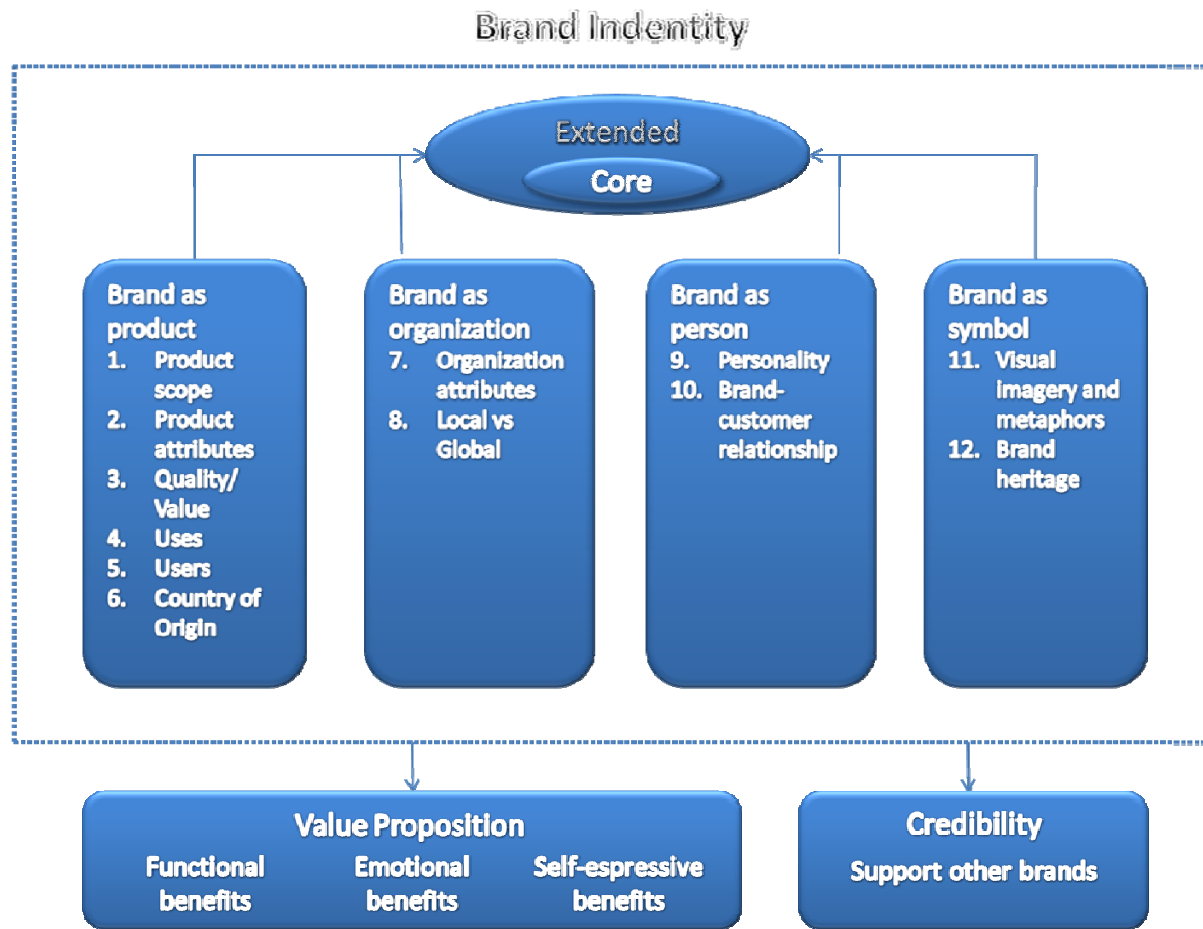 Brand Indentity
Extended
Core
Brand as
product
1. Product
scope
2. Product
attributes
3. Quality/
Value
4. Uses
5. Users
6. Country of
Origin
Brand as
organization
7. Organization
attributes
8. Local vs
Global
Brand as
person
9. Personality
10. Brand-
customer
relationship
Brand as
symbol
11. Visual
imagery and
metaphors
12. Brand
heritage
Value Proposition
Functional
benefits
Emotional
benefits
Self-espressive
benefits
Credibility
Support other brands